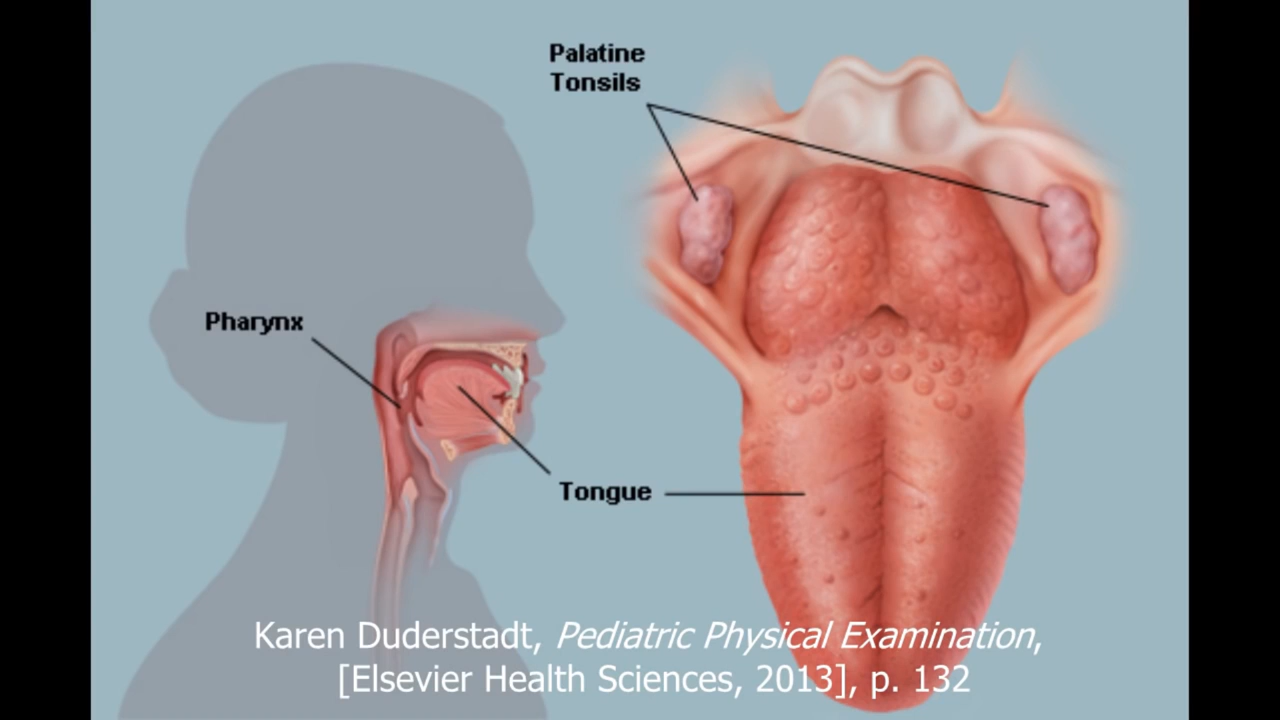 Palatine
Tonsils
Pharynx
Tongue
Karen Duderstadt, Pediatric Physical Examination,
[Elsevier Health Sciences, 2013], p. 132